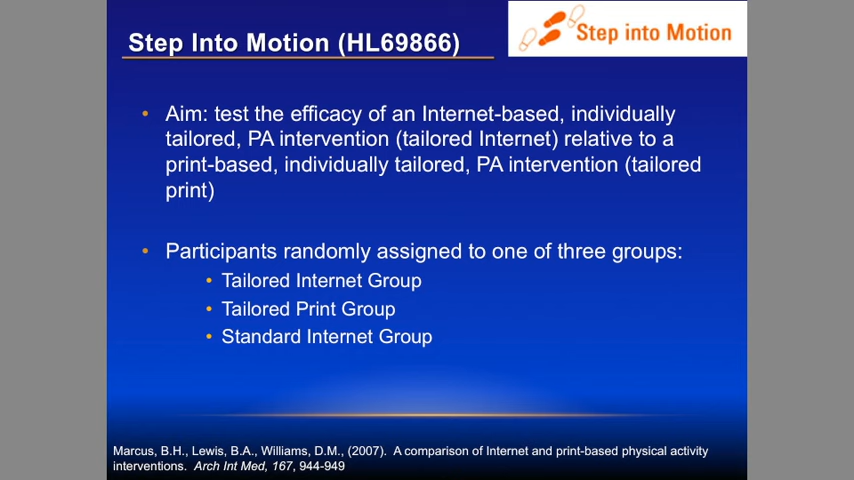 Step Into Motion (HL69866)
Step into Motion
• Aim: test the efficacy of an Internet-based, individually
tailored, PA intervention (tailored Internet) relative to a
print-based, individually tailored, PA intervention (tailored
print)
• Participants randomly assigned to one of three groups:
• Tailored Internet Group
• Tailored Print Group
• Standard Internet Group
Marcus, B.H., Lewis, B.A., Williams, D.M., (2007). A comparison of Internet and print-based physical activity
interventions. Arch Int Med, 167, 944-949